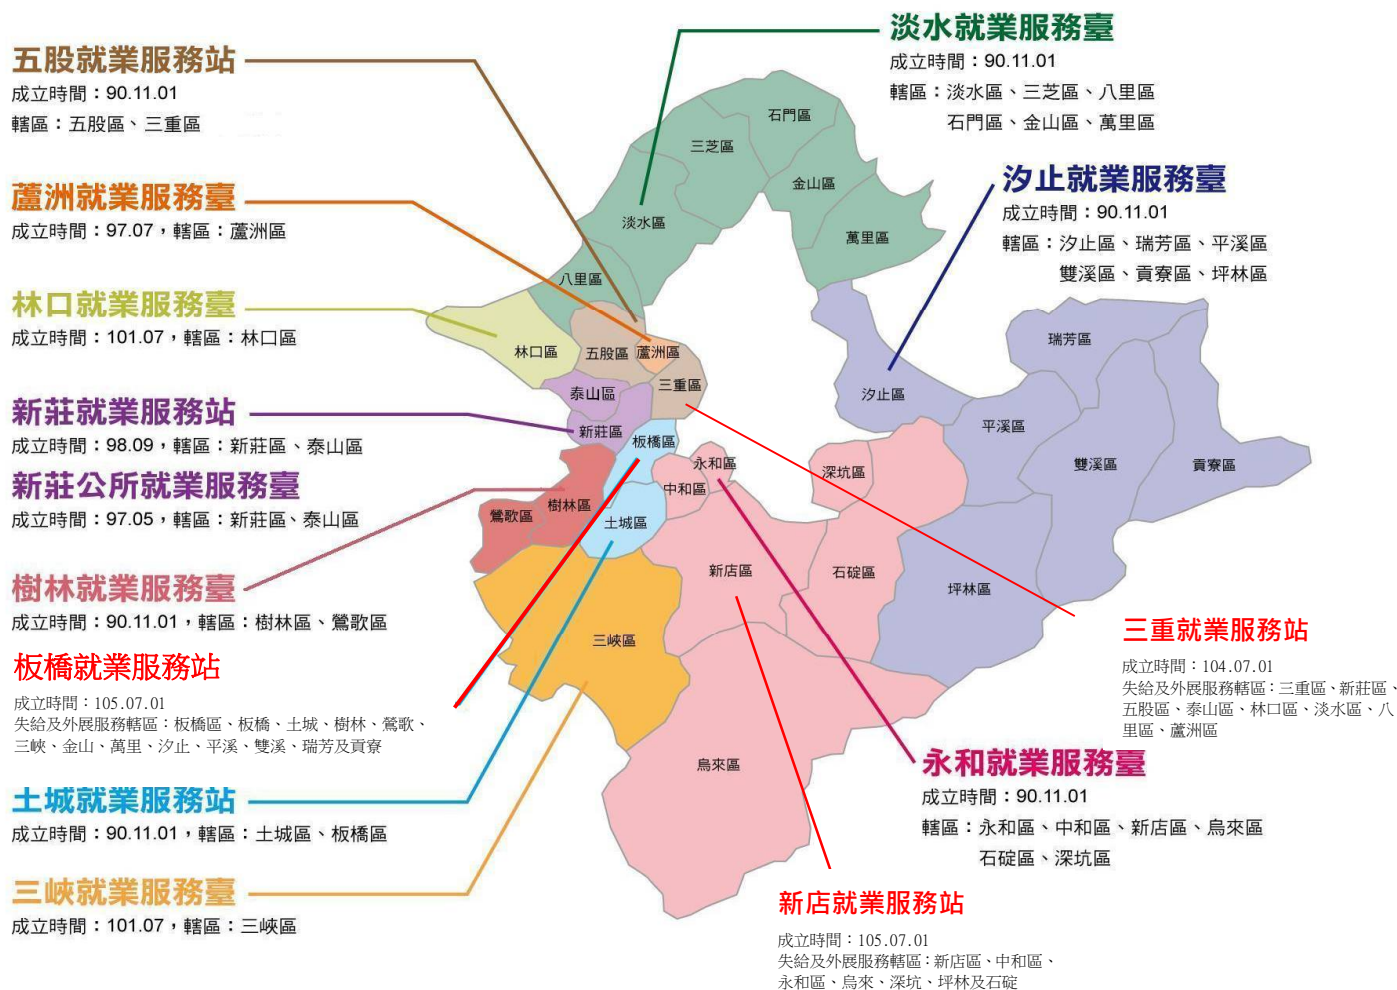 五股就業服務站
成立時間：90.11.01
轄區：五股區、三重區
蘆洲就業服務臺
成立時間：97.07，轄區：蘆洲區
林口就業服務臺
成立時間：101.07，轄區：林口區
新莊就業服務站
成立時間：98.09，轄區：新莊區、泰山區
新莊公所就業服務臺
成立時間：97.05，轄區：新莊區、泰山區
樹林就業服務臺
成立時間：90.11.01，轄區：樹林區、鶯歌區
板橋就業服務站
成立時間：105.07.01
失給及外展服務轄區：板橋區、板橋、土城、樹林、鶯歌、
三峽、金山、萬里、汐止、平溪、雙溪、瑞芳及貢寮
土城就業服務站
成立時間：90.11.01，轄區：土城區、板橋區
三峽就業服務臺
成立時間：101.07，轄區：三峽區
淡水就業服務臺
成立時間：90.11.01
轄區：淡水區、三芝區、八里區
石門區、金山區、萬里區
汐止就業服務臺
成立時間：90.11.01
轄區：汐止區、瑞芳區、平溪區
雙溪區、貢寮區、坪林區
三重就業服務站
成立時間：104.07.01
失給及外展服務轄區：三重區、新莊區、
五股區、泰山區、林口區、淡水區、八
里區、蘆洲區
永和就業服務臺
成立時間：90.11.01
轄區：永和區、中和區、新店區、烏來區
石碇區、深坑區
新店就業服務站
成立時間：105.07.01
失給及外展服務轄區：新店區、中和區、
永和區、烏來、深坑、坪林及石碇
石門區
三芝區
金山區
淡水區
萬里區
八里區
林口區
五股區
蘆洲區
三重區
泰山區
新莊區
板橋區
永和區
中和區
樹林區
鶯歌區
土城區
新店區
三峽區
烏來區
深坑區
石碇區
坪林區
汐止區
瑞芳區
平溪區
雙溪區
貢寮區